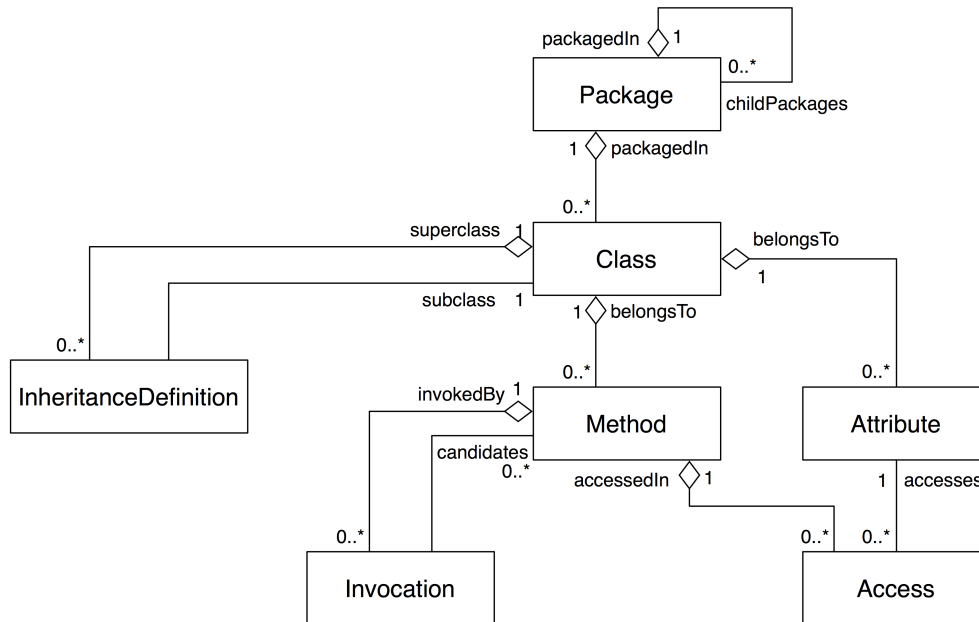 packagedIn 1
0..*
Package
childPackages
1 packagedIn
0..*
superclass 1
Class
belongsTo
1
subclass 1
1 belongsTo
0..*
0..*
0..*
InheritanceDefinition
invokedBy 1
Method
Attribute
candidates
0..*
accessedIn 1
1 accesses
0..*
0..*
0..*
Invocation
Access